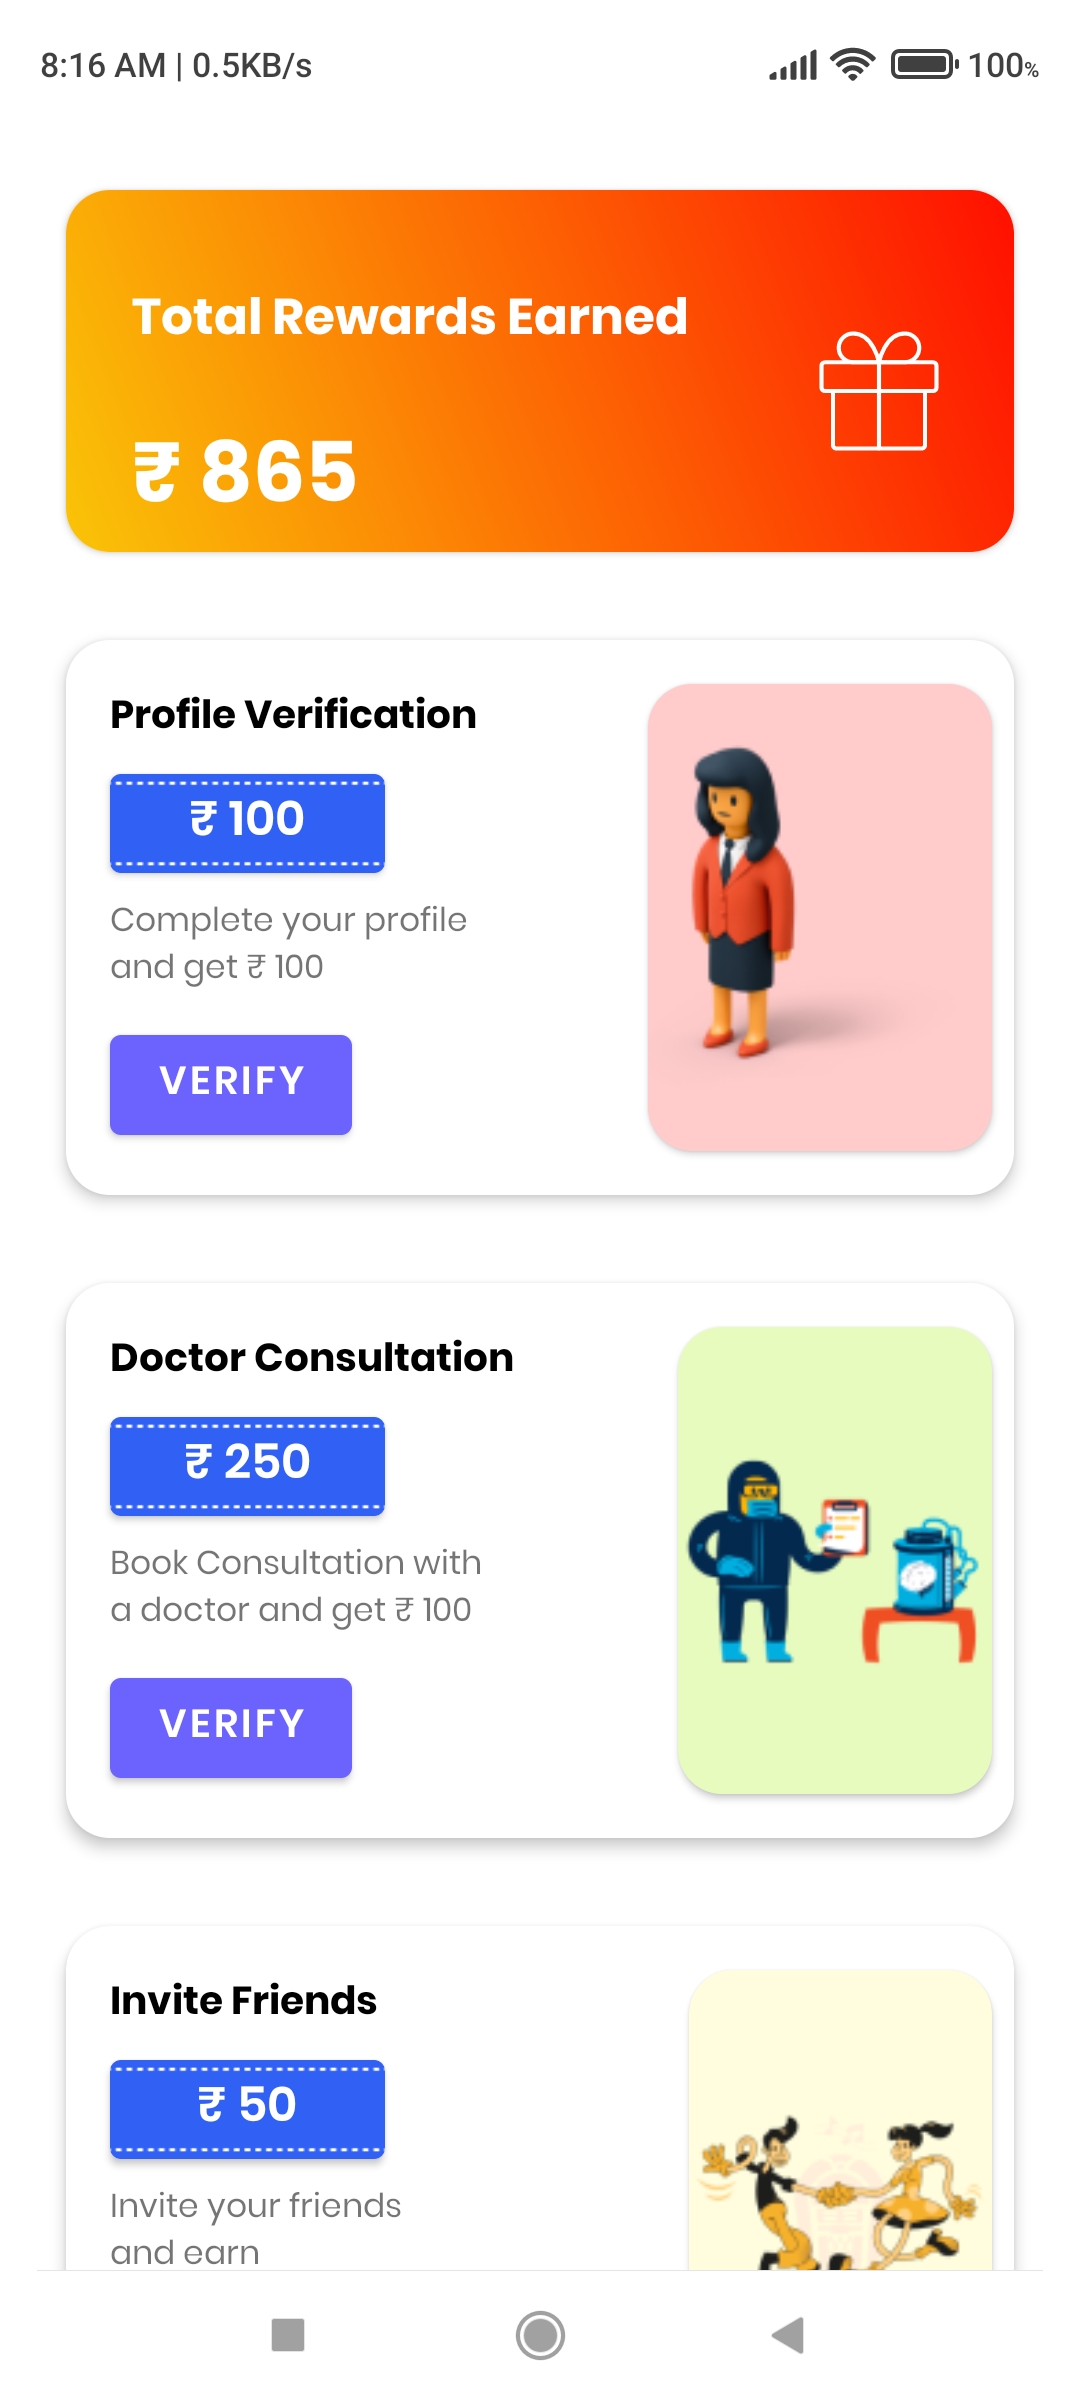 8:16 AM | 0.5KB/s
100%
Total Rewards Earned
₹ 865
Profile Verification
₹ 100
Complete your profile
and get ₹ 100
VERIFY
Doctor Consultation
₹ 250
Book Consultation with
a doctor and get ₹ 100
VERIFY
Invite Friends
₹ 50
Invite your friends
and earn